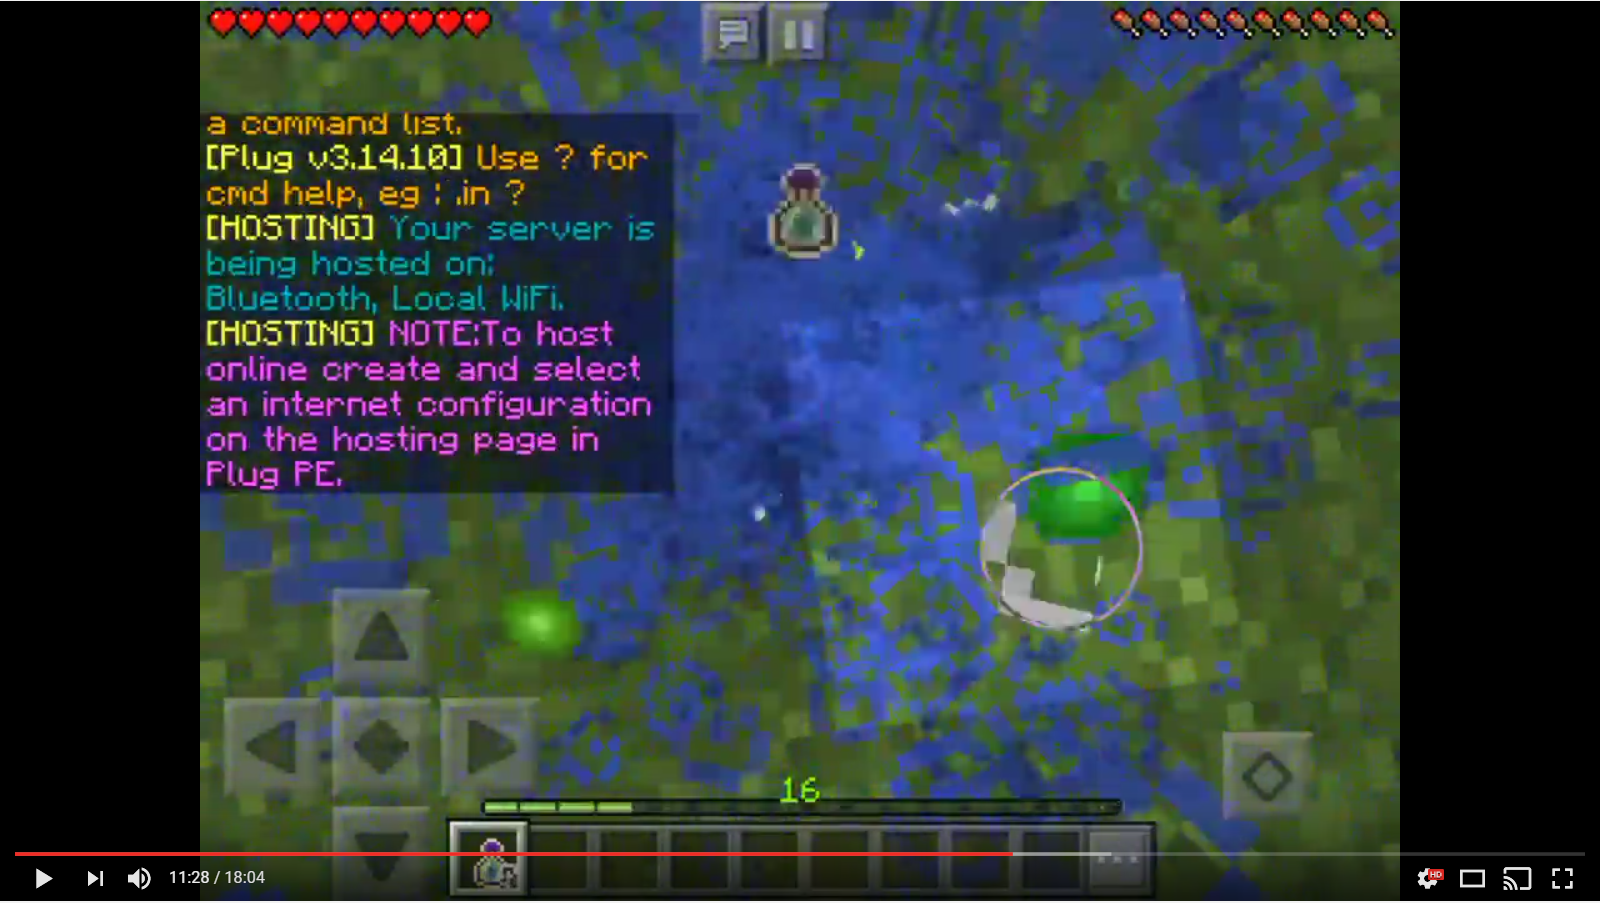 a command list.
[Plug v3.14.10] Use ? for
cmd help, eg : .in ?
[HOSTING] Your server is
being hosted on:
Bluetooth, Local WiFi.
[HOSTING] NOTE:To host
online create and select
an internet configuration
on the hosting page in
Plug PE.
16
11:28 / 18:04
HD